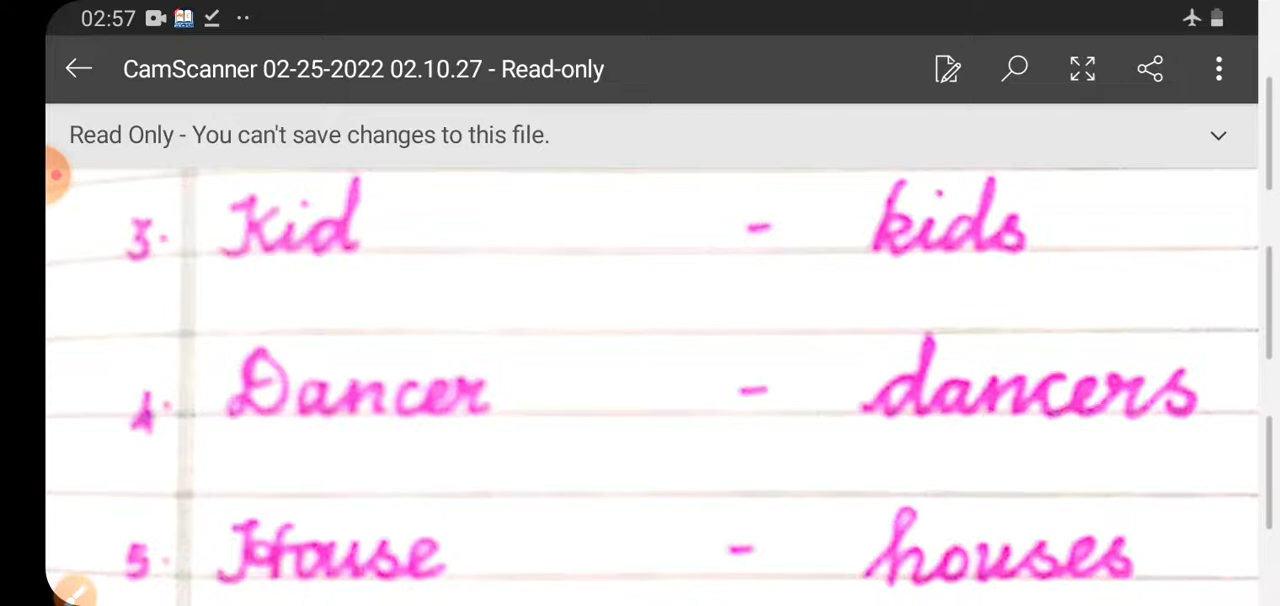 02:57
CamScanner 02-25-2022 02.10.27 - Read-only
Read Only - You can't save changes to this file.
3. Kid - kids
4. Dancer - dancers
5. House - houses